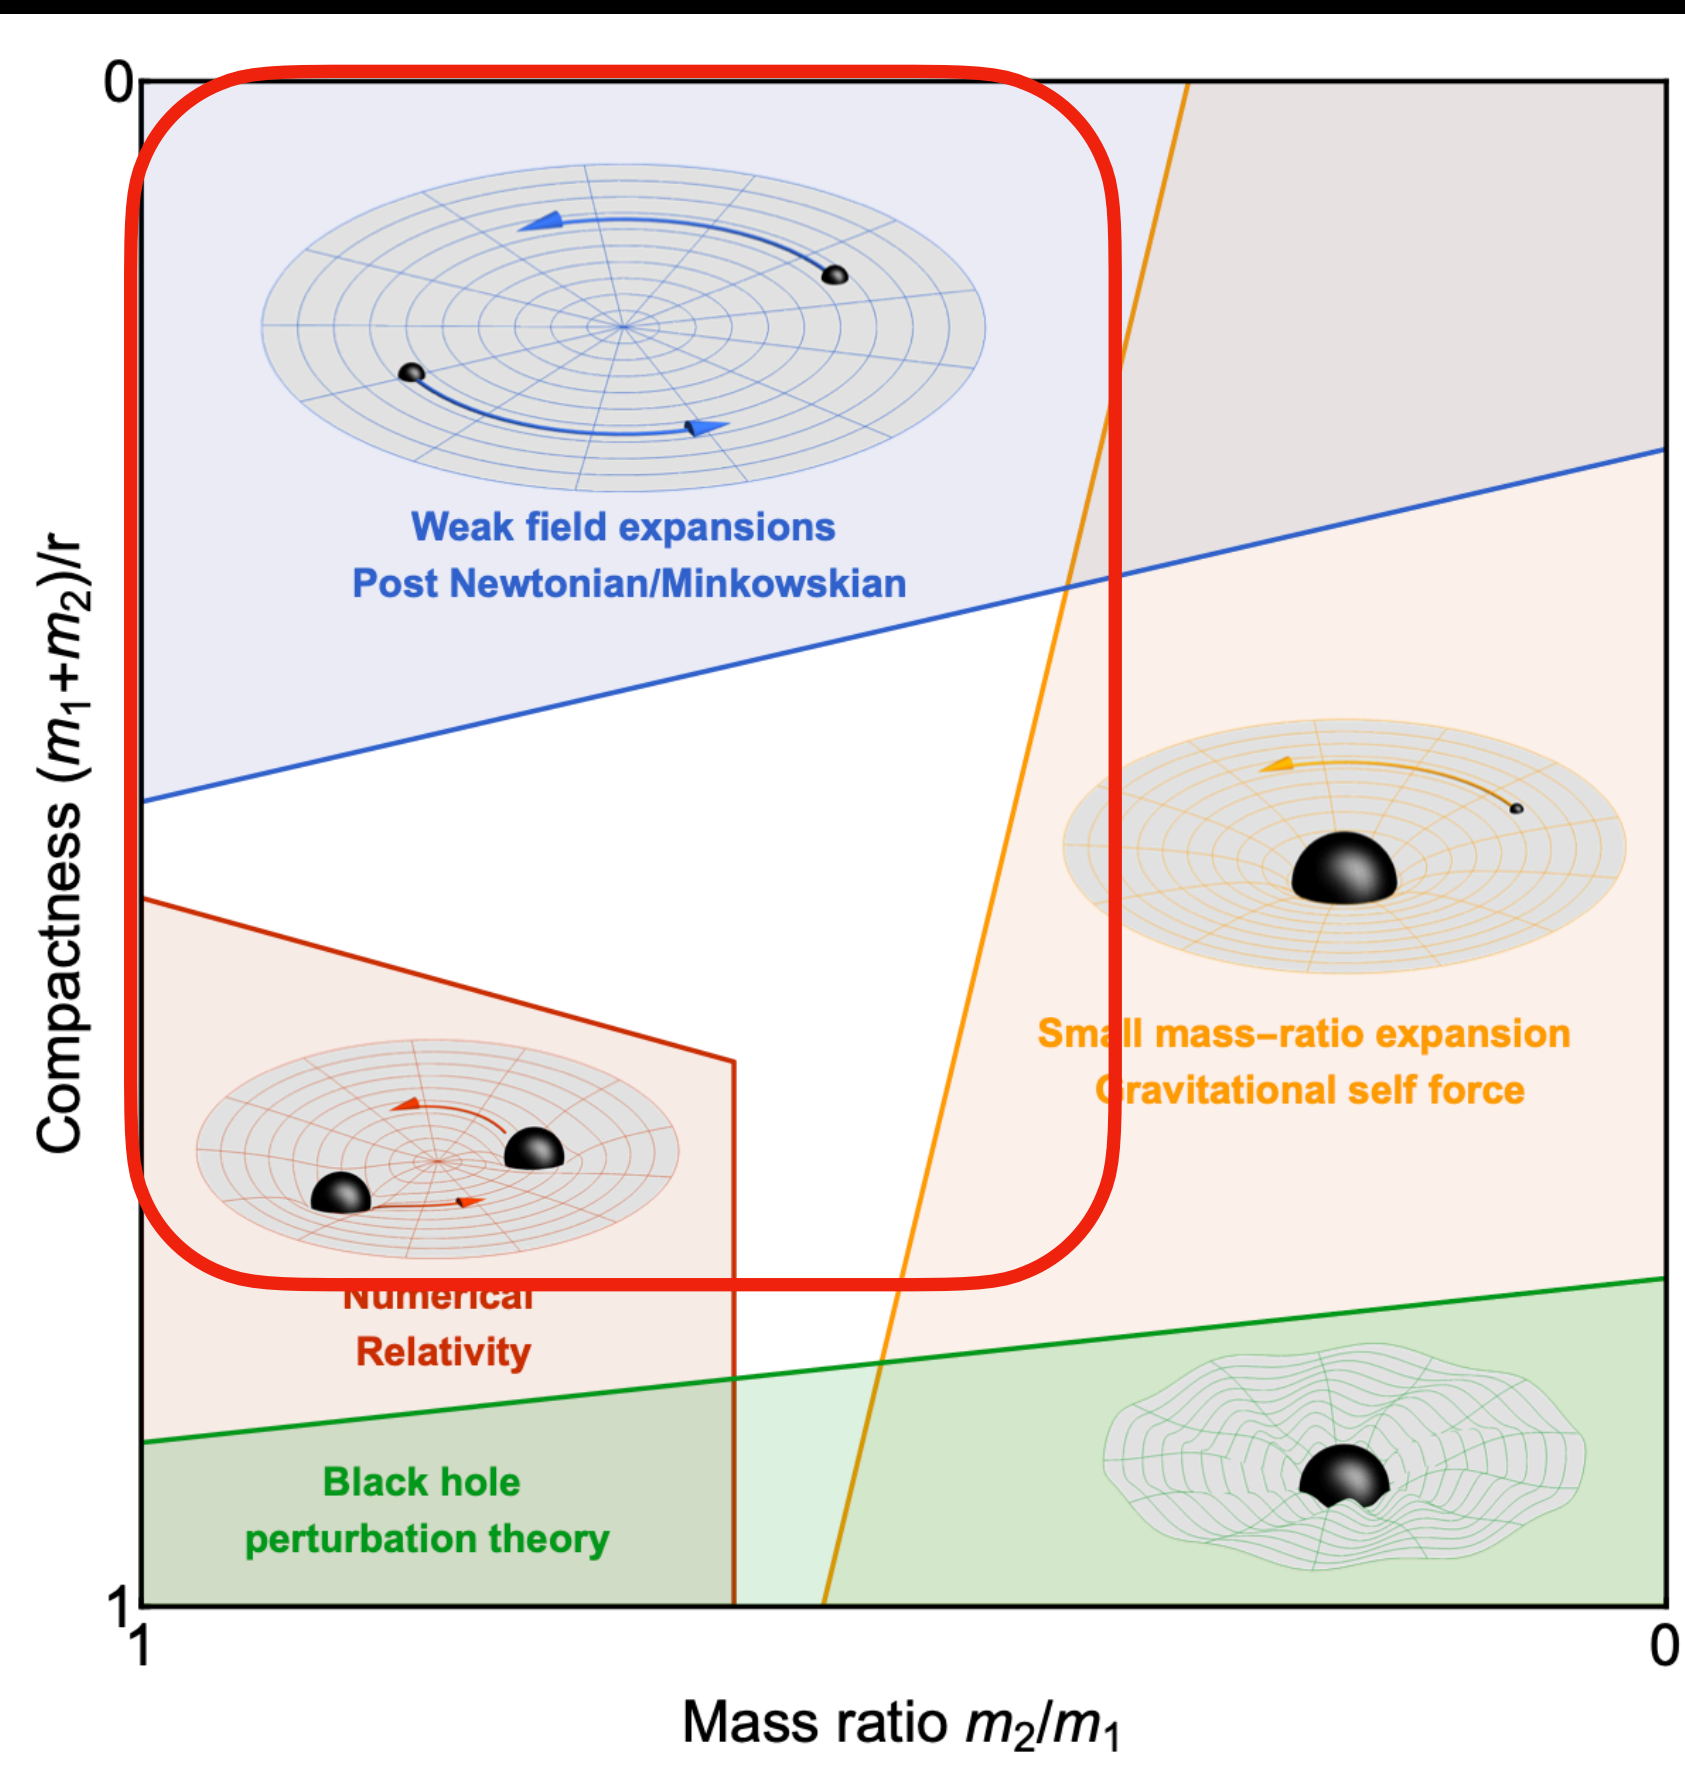 0
Weak field expansions
Post Newtonian/Minkowskian
Compactness (m₁+m₂)/r
Small mass–ratio expansion
Gravitational self force
Numerical
Relativity
Black hole
perturbation theory
1
1
0
Mass ratio m₂/m₁